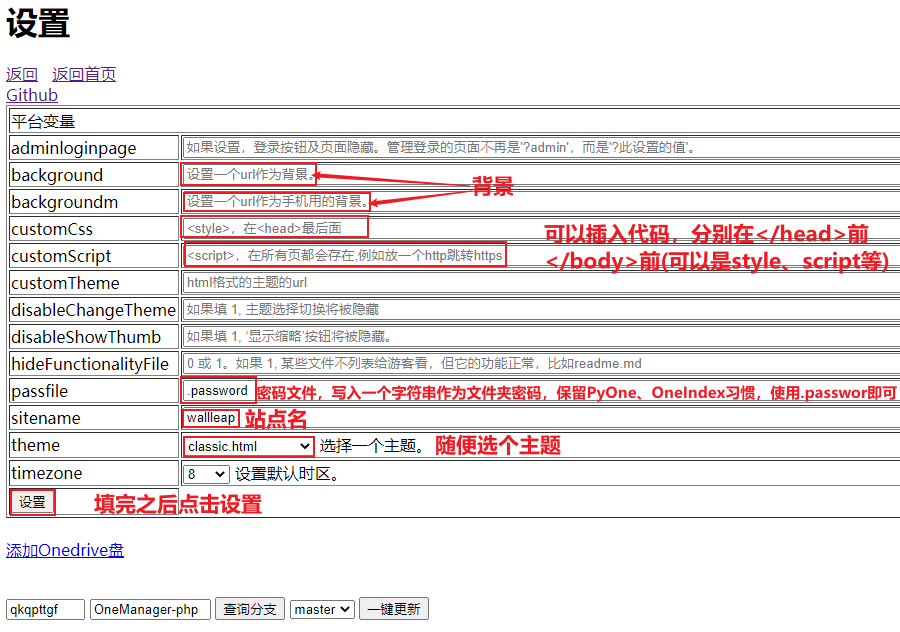 设置
返回 返回首页
Github
平台变量
adminloginpage 如果设置，登录按钮及页面隐藏。管理登录的页面不再是'?admin'，而是'?此设置的值'。
background 设置一个url作为背景。
背景
backgroundm 设置一个url作为手机用的背景。
customCss <style>，在<head>最后面
可以插入代码，分别在</head>前
customScript <script>，在所有页都会存在,例如放一个http跳转https
</body>前(可以是style、script等)
customTheme html格式的主题的url
disableChangeTheme 如果填 1, 主题选择切换将被隐藏
disableShowThumb 如果填 1, '显示缩略'按钮将被隐藏。
hideFunctionalityFile 0 或 1。如果 1, 某些文件不列表给游客看，但它的功能正常，比如readme.md
passfile .password 密码文件，写入一个字符串作为文件夹密码，保留PyOne、OneIndex习惯，使用.passwor即可
sitename wallleap 站点名
theme classic.html 选择一个主题。 随便选个主题
timezone 8 设置默认时区。
设置 填完之后点击设置
添加Onedrive盘
qkqpttgf OneManager-php 查询分支 master 一键更新